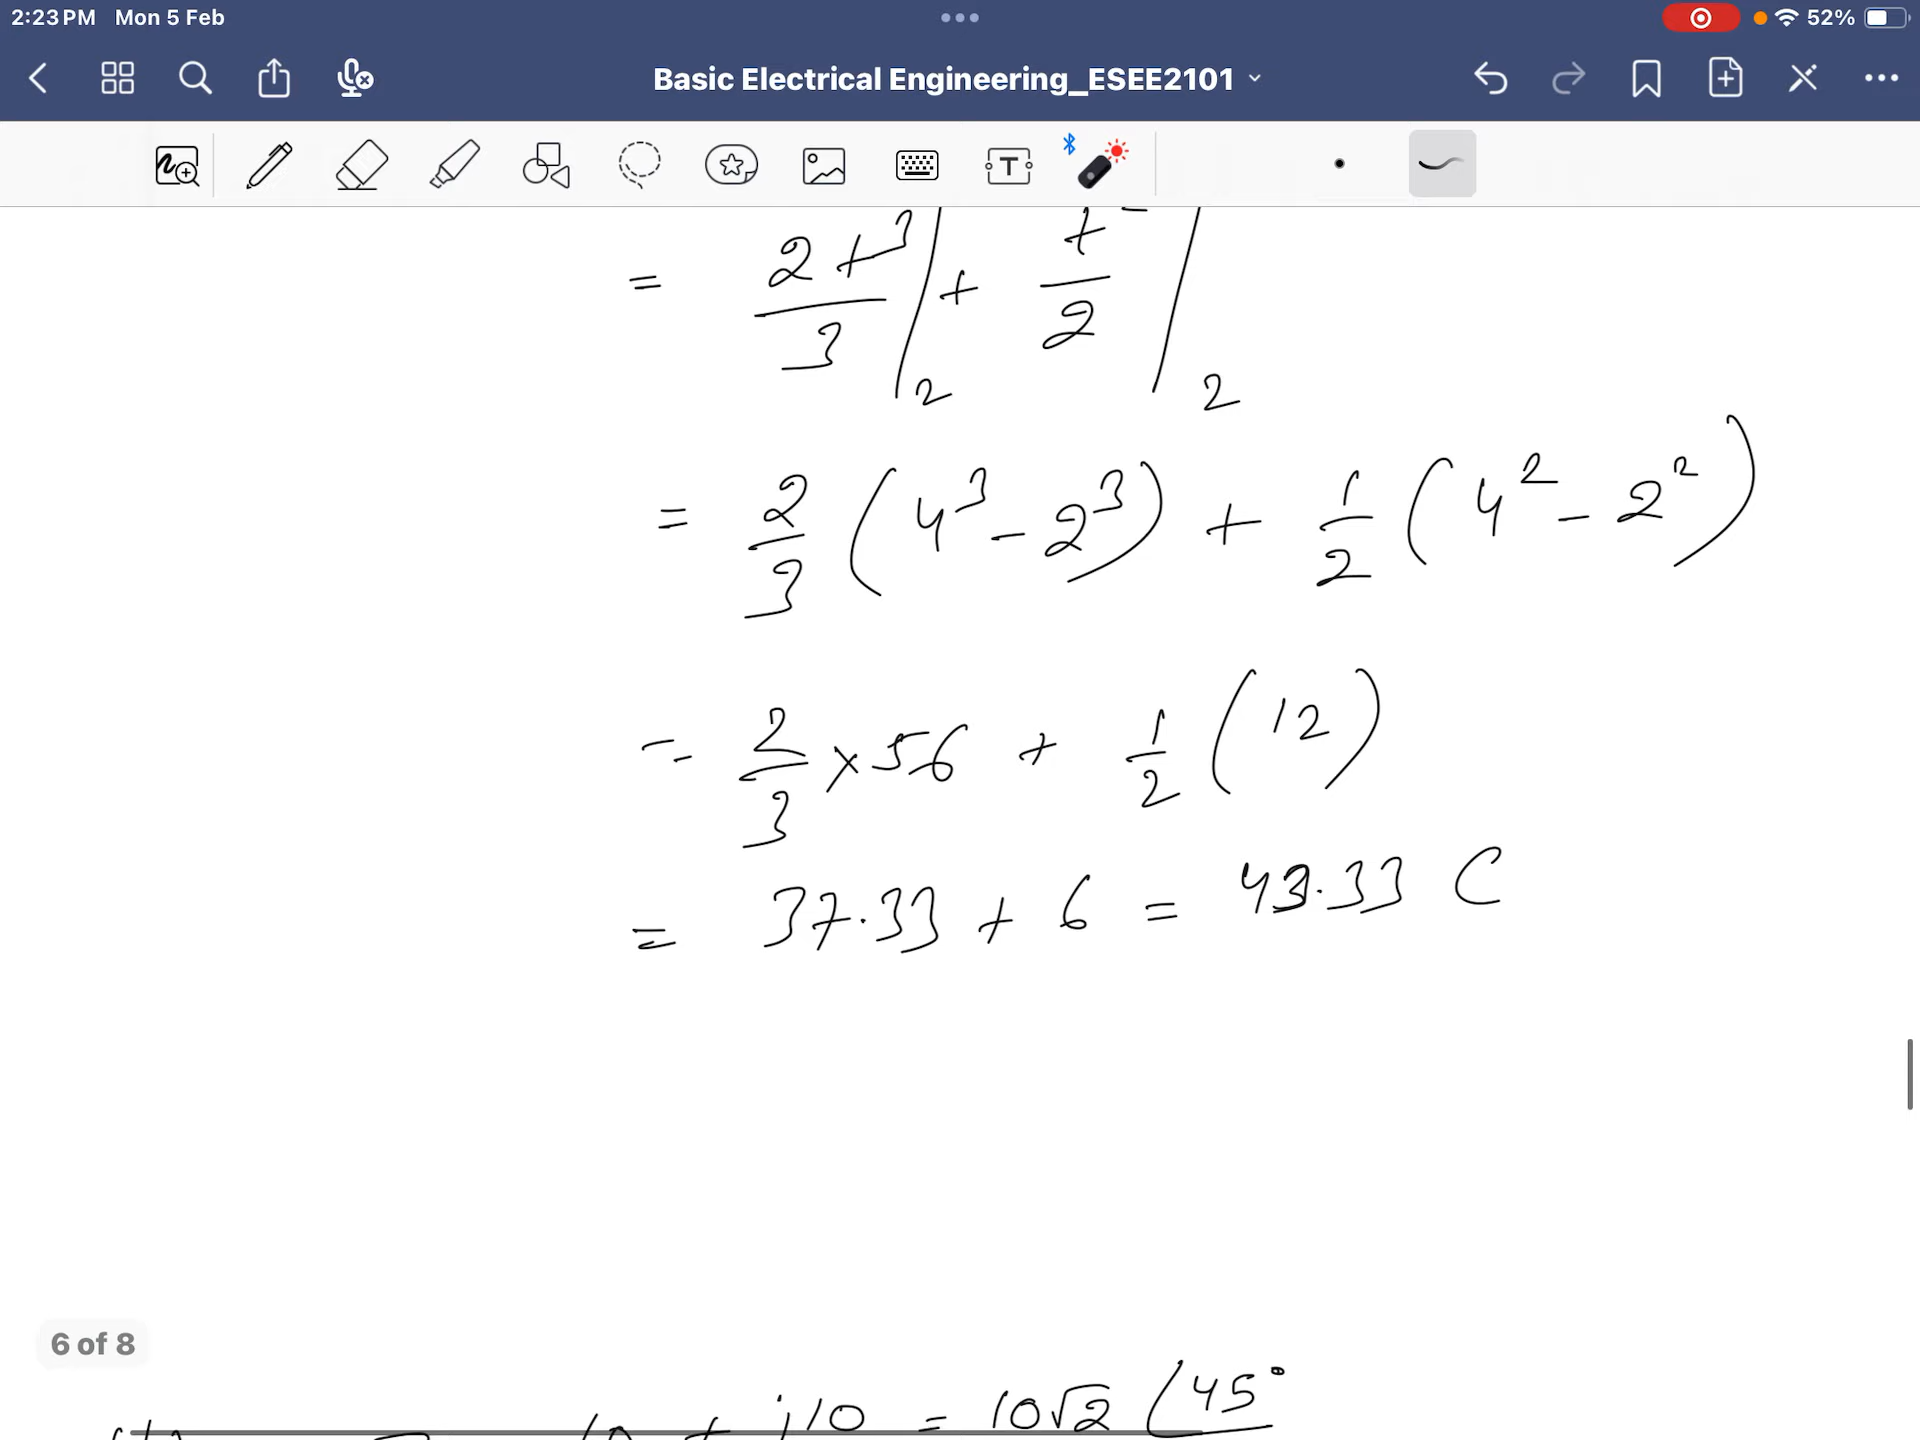 2:23 PM Mon 5 Feb
52%
Basic Electrical Engineering_ESEE2101
T
= 2t³/3 |₂ + t²/2 |₂
= 2/3 (4³ - 2³) + 1/2 (4² - 2²)
= 2/3 × 56 + 1/2 (12)
= 37.33 + 6 = 43.33 C
6 of 8
10 + j10 = 10√2 ∠45°